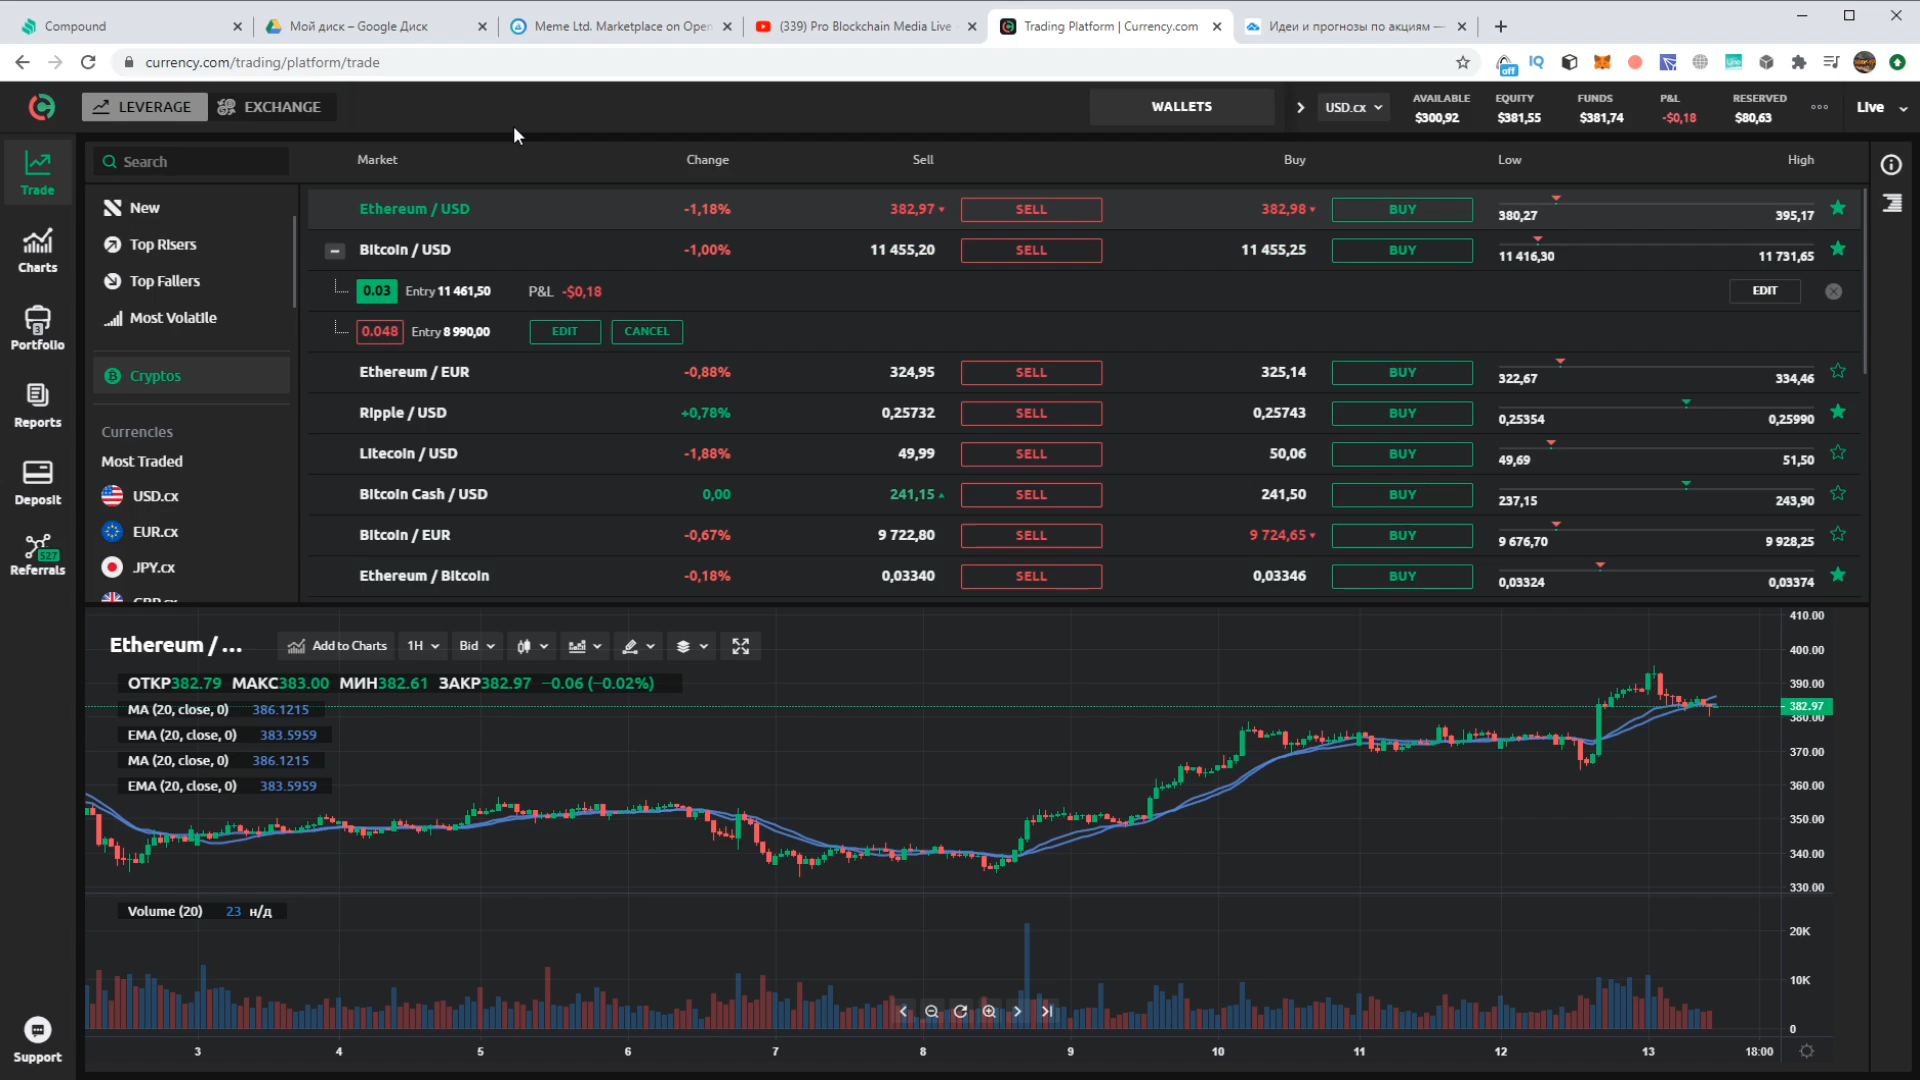 Compound
Мой диск – Google Диск
Meme Ltd. Marketplace on Open
(339) Pro Blockchain Media Live
Trading Platform | Currency.com
Идеи и прогнозы по акциям —
currency.com/trading/platform/trade
off
IQ
LEVERAGE
EXCHANGE
WALLETS
USD.cx
AVAILABLE EQUITY FUNDS P&L RESERVED
$300,92 $381,55 $381,74 -$0,18 $80,63
Live
Search
Market Change Sell Buy Low High
Trade
Charts
3
Portfolio
Reports
Deposit
$27
Referrals
Support
New
Top Risers
Top Fallers
Most Volatile
Cryptos
Currencies
Most Traded
USD.cx
EUR.cx
JPY.cx
Ethereum / USD -1,18% 382,97 SELL 382,98 BUY 380,27 395,17
Bitcoin / USD -1,00% 11 455,20 SELL 11 455,25 BUY 11 416,30 11 731,65
0.03 Entry 11 461,50 P&L -$0,18 EDIT
0.048 Entry 8 990,00 EDIT CANCEL
Ethereum / EUR -0,88% 324,95 SELL 325,14 BUY 322,67 334,46
Ripple / USD +0,78% 0,25732 SELL 0,25743 BUY 0,25354 0,25990
Litecoin / USD -1,88% 49,99 SELL 50,06 BUY 49,69 51,50
Bitcoin Cash / USD 0,00 241,15 SELL 241,50 BUY 237,15 243,90
Bitcoin / EUR -0,67% 9 722,80 SELL 9 724,65 BUY 9 676,70 9 928,25
Ethereum / Bitcoin -0,18% 0,03340 SELL 0,03346 BUY 0,03324 0,03374
Ethereum / ...
Add to Charts 1H Bid
ОТКР382.79 МАКС383.00 МИН382.61 ЗАКР382.97 −0.06 (−0.02%)
MA (20, close, 0) 386.1215
EMA (20, close, 0) 383.5959
MA (20, close, 0) 386.1215
EMA (20, close, 0) 383.5959
410.00
400.00
390.00
382.97
380.00
370.00
360.00
350.00
340.00
330.00
Volume (20) 23 н/д
20K
10K
0
3 4 5 6 7 8 9 10 11 12 13 18:00